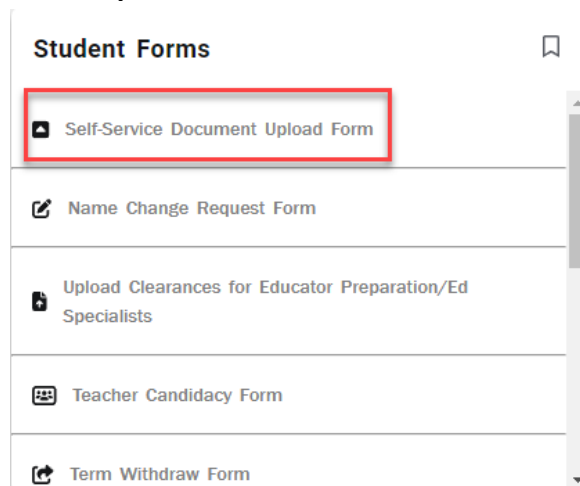 Student Forms
Self-Service Document Upload Form
Name Change Request Form
Upload Clearances for Educator Preparation/Ed
Specialists
Teacher Candidacy Form
Term Withdraw Form